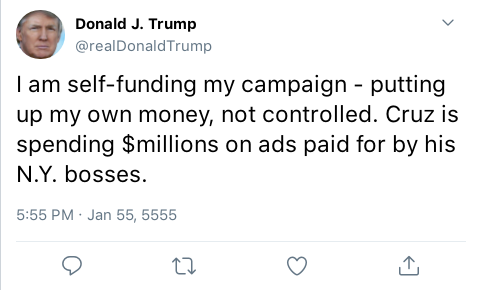 Donald J. Trump
@realDonaldTrump
I am self-funding my campaign - putting
up my own money, not controlled. Cruz is
spending $millions on ads paid for by his
N.Y. bosses.
5:55 PM · Jan 55, 5555